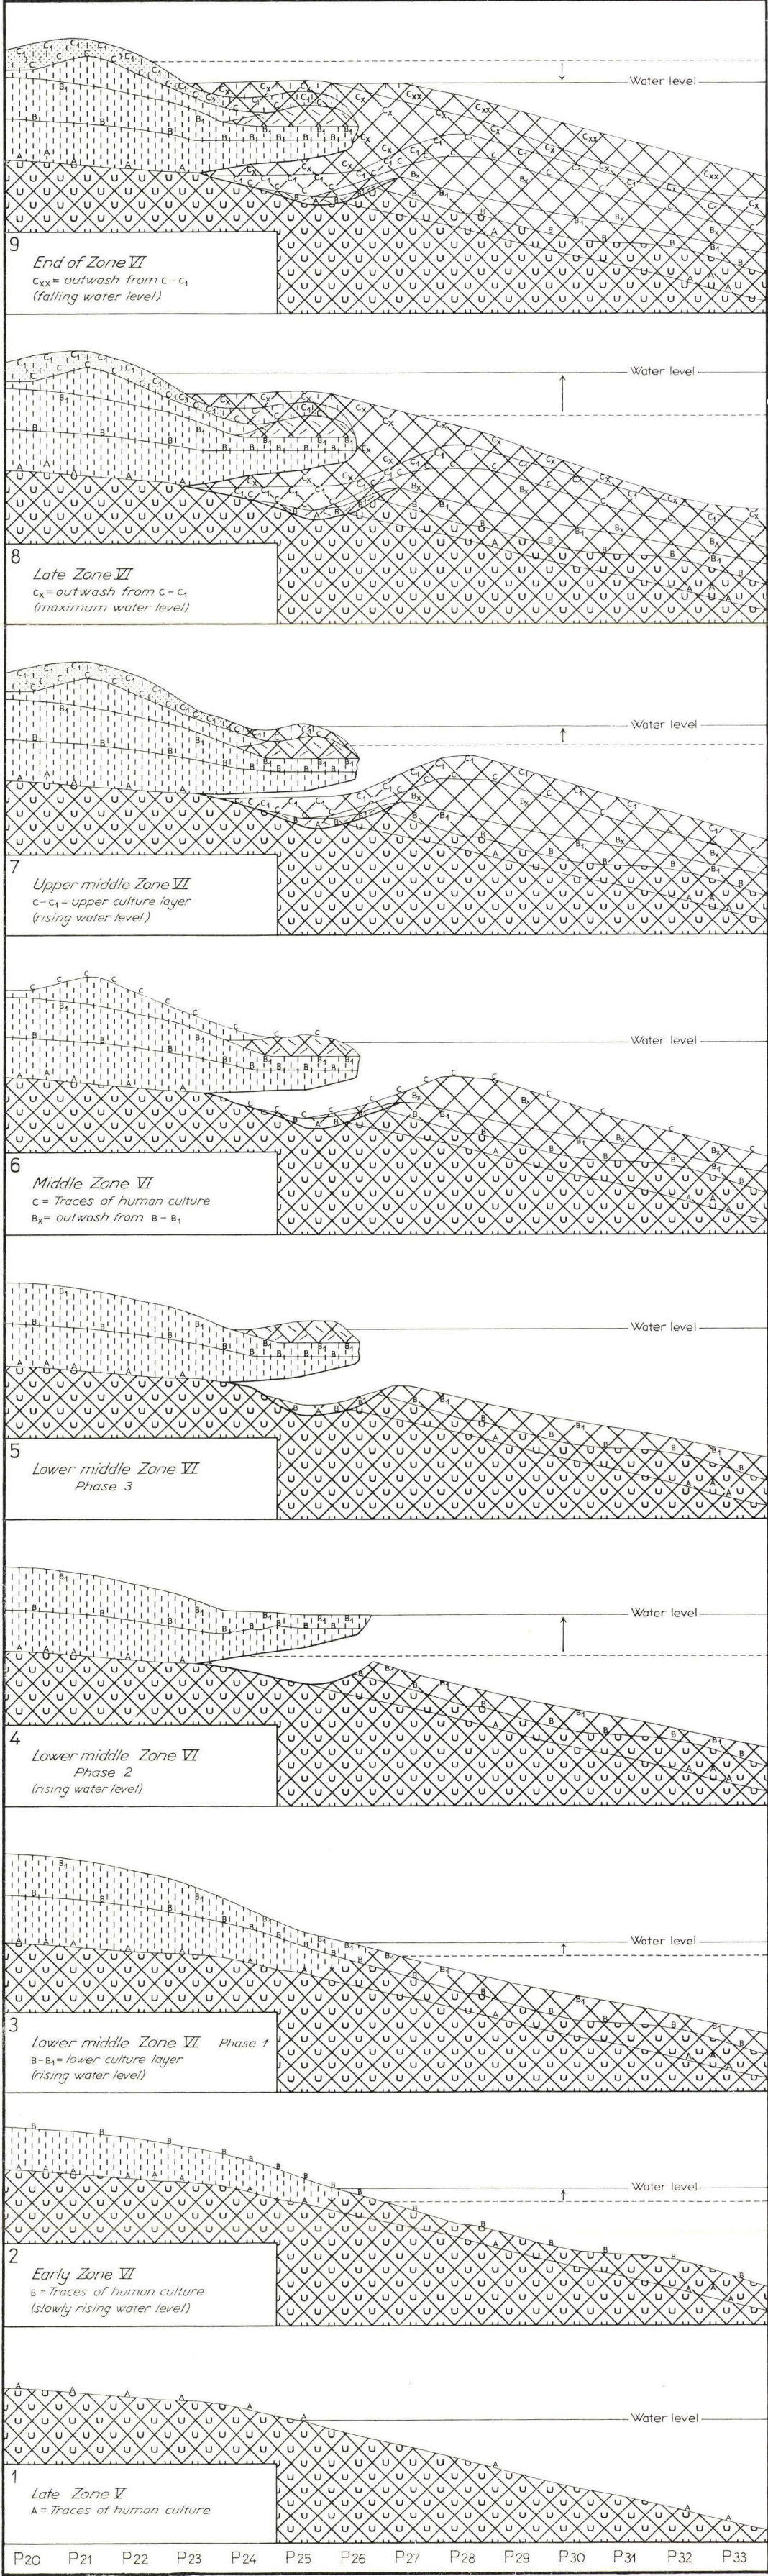 Water level
9
End of Zone VI
Cxx = outwash from C - C₁
(falling water level)
Water level
8
Late Zone VI
Cx = outwash from C - C₁
(maximum water level)
Water level
7
Upper middle Zone VI
C - C₁ = upper culture layer
(rising water level)
Water level
6
Middle Zone VI
C = Traces of human culture
Bx = outwash from B - B₁
Water level
5
Lower middle Zone VI
Phase 3
Water level
4
Lower middle Zone VI
Phase 2
(rising water level)
Water level
3
Lower middle Zone VI Phase 1
B - B₁ = lower culture layer
(rising water level)
Water level
2
Early Zone VI
B = Traces of human culture
(slowly rising water level)
Water level
1
Late Zone V
A = Traces of human culture
P20 P21 P22 P23 P24 P25 P26 P27 P28 P29 P30 P31 P32 P33